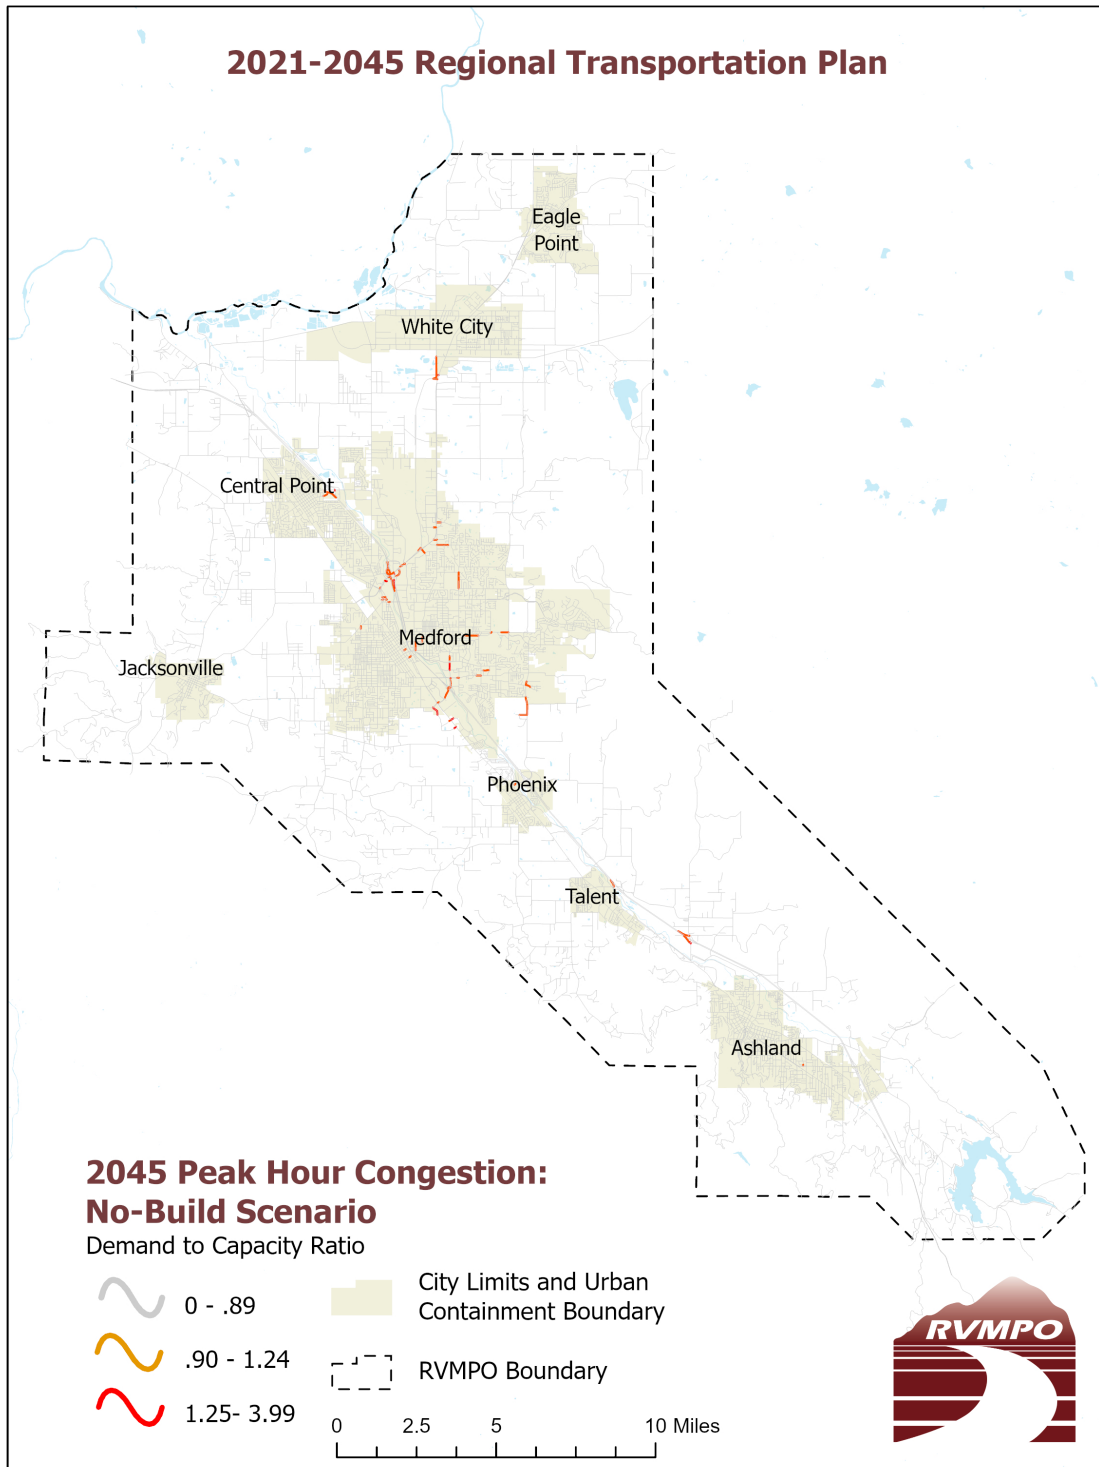 2021-2045 Regional Transportation Plan
Eagle
Point
White City
Central Point
Medford
Jacksonville
Phoenix
Talent
Ashland
2045 Peak Hour Congestion:
No-Build Scenario
Demand to Capacity Ratio
0 - .89
.90 - 1.24
1.25- 3.99
City Limits and Urban
Containment Boundary
RVMPO Boundary
0 2.5 5 10 Miles
RVMPO